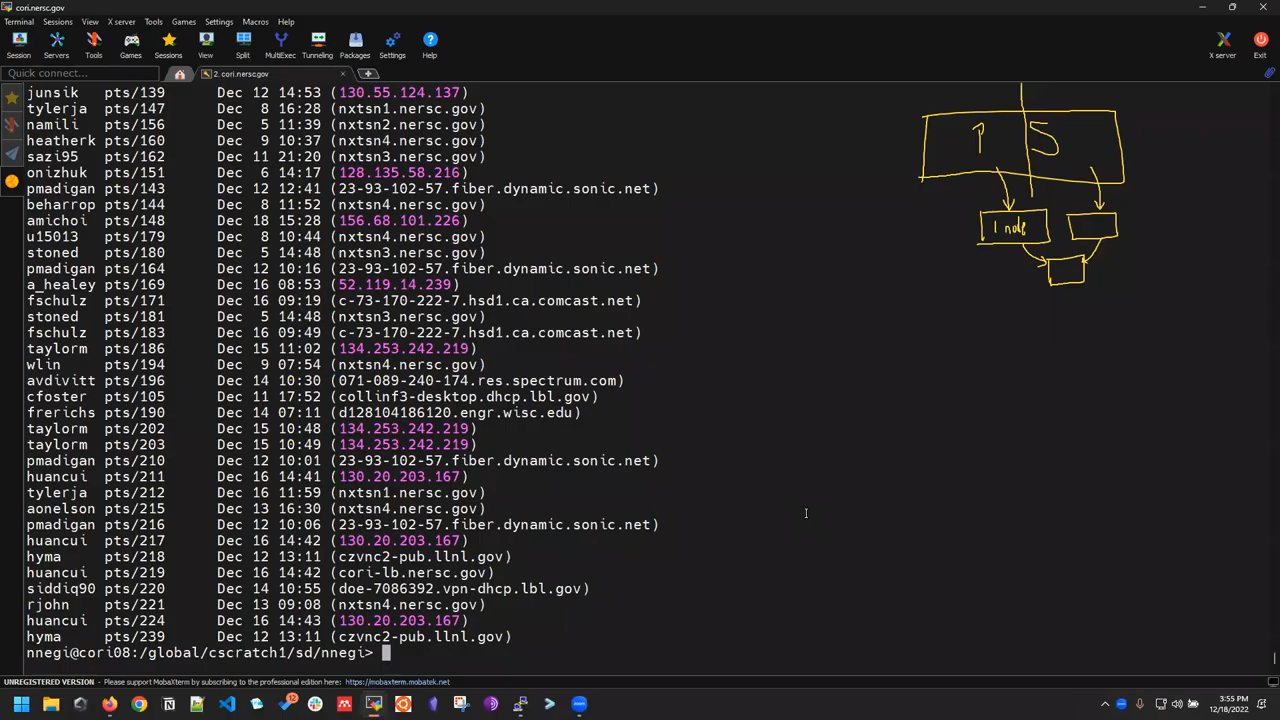 cori.nersc.gov
Terminal Sessions View X server Tools Games Settings Macros Help
Session Servers Tools Games Sessions View Split MultiExec Tunneling Packages Settings Help X server Exit
Quick connect... 2. cori.nersc.gov
junsik pts/139 Dec 12 14:53 (130.55.124.137)
tylerja pts/147 Dec 8 16:28 (nxtsn1.nersc.gov)
namili pts/156 Dec 5 11:39 (nxtsn2.nersc.gov)
heatherk pts/160 Dec 9 10:37 (nxtsn4.nersc.gov)
sazi95 pts/162 Dec 11 21:20 (nxtsn3.nersc.gov)
onizhuk pts/151 Dec 6 14:17 (128.135.58.216)
pmadigan pts/143 Dec 12 12:41 (23-93-102-57.fiber.dynamic.sonic.net)
beharrop pts/144 Dec 8 11:52 (nxtsn4.nersc.gov)
amichoi pts/148 Dec 18 15:28 (156.68.101.226)
u15013 pts/179 Dec 8 10:44 (nxtsn4.nersc.gov)
stoned pts/180 Dec 5 14:48 (nxtsn3.nersc.gov)
pmadigan pts/164 Dec 12 10:16 (23-93-102-57.fiber.dynamic.sonic.net)
a_healey pts/169 Dec 16 08:53 (52.119.14.239)
fschulz pts/171 Dec 16 09:19 (c-73-170-222-7.hsd1.ca.comcast.net)
stoned pts/181 Dec 5 14:48 (nxtsn3.nersc.gov)
fschulz pts/183 Dec 16 09:49 (c-73-170-222-7.hsd1.ca.comcast.net)
taylorm pts/186 Dec 15 11:02 (134.253.242.219)
wlin pts/194 Dec 9 07:54 (nxtsn4.nersc.gov)
avdivitt pts/196 Dec 14 10:30 (071-089-240-174.res.spectrum.com)
cfoster pts/105 Dec 11 17:52 (collinf3-desktop.dhcp.lbl.gov)
frerichs pts/190 Dec 14 07:11 (d128104186120.engr.wisc.edu)
taylorm pts/202 Dec 15 10:48 (134.253.242.219)
taylorm pts/203 Dec 15 10:49 (134.253.242.219)
pmadigan pts/210 Dec 12 10:01 (23-93-102-57.fiber.dynamic.sonic.net)
huancui pts/211 Dec 16 14:41 (130.20.203.167)
tylerja pts/212 Dec 16 11:59 (nxtsn1.nersc.gov)
aonelson pts/215 Dec 13 16:30 (nxtsn4.nersc.gov)
pmadigan pts/216 Dec 12 10:06 (23-93-102-57.fiber.dynamic.sonic.net)
huancui pts/217 Dec 16 14:42 (130.20.203.167)
hyma pts/218 Dec 12 13:11 (czvnc2-pub.llnl.gov)
huancui pts/219 Dec 16 14:42 (cori-lb.nersc.gov)
siddiq90 pts/220 Dec 14 10:55 (doe-7086392.vpn-dhcp.lbl.gov)
rjohn pts/221 Dec 13 09:08 (nxtsn4.nersc.gov)
huancui pts/224 Dec 16 14:43 (130.20.203.167)
hyma pts/239 Dec 12 13:11 (czvnc2-pub.llnl.gov)
nnegi@cori08:/global/cscratch1/sd/nnegi>
P S
1 node
UNREGISTERED VERSION - Please support MobaXterm by subscribing to the professional edition here: https://mobaxterm.mobatek.net
12
3:55 PM
12/18/2022